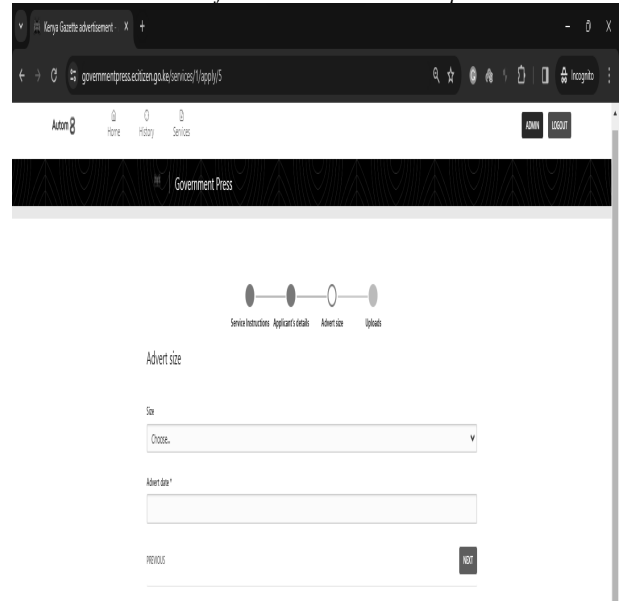 Kenya Gazette advertisement - X +
governmentpress.ecitizen.go.ke/services/1/apply/5
Incognito
Autom8
Home History Services
ADMIN LOGOUT
Government Press
Service Instructions Applicant's details Advert size Uploads
Advert size
Size
Choose...
Advert date *
PREVIOUS NEXT